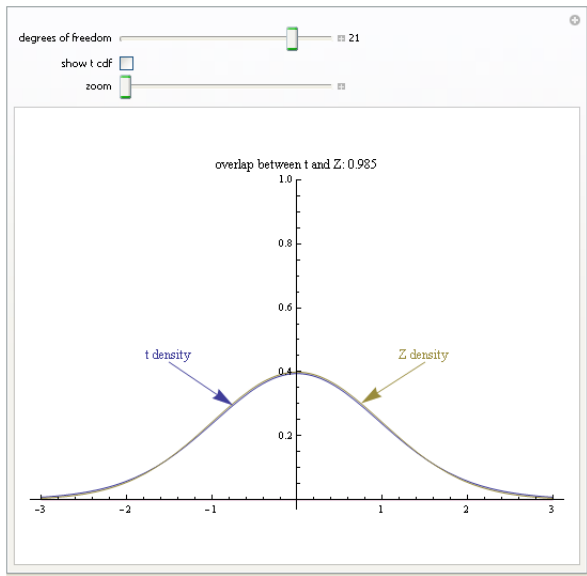 degrees of freedom 21
show t cdf
zoom
overlap between t and Z: 0.985
1.0
0.8
0.6
t density Z density
0.4
0.2
-3 -2 -1 1 2 3